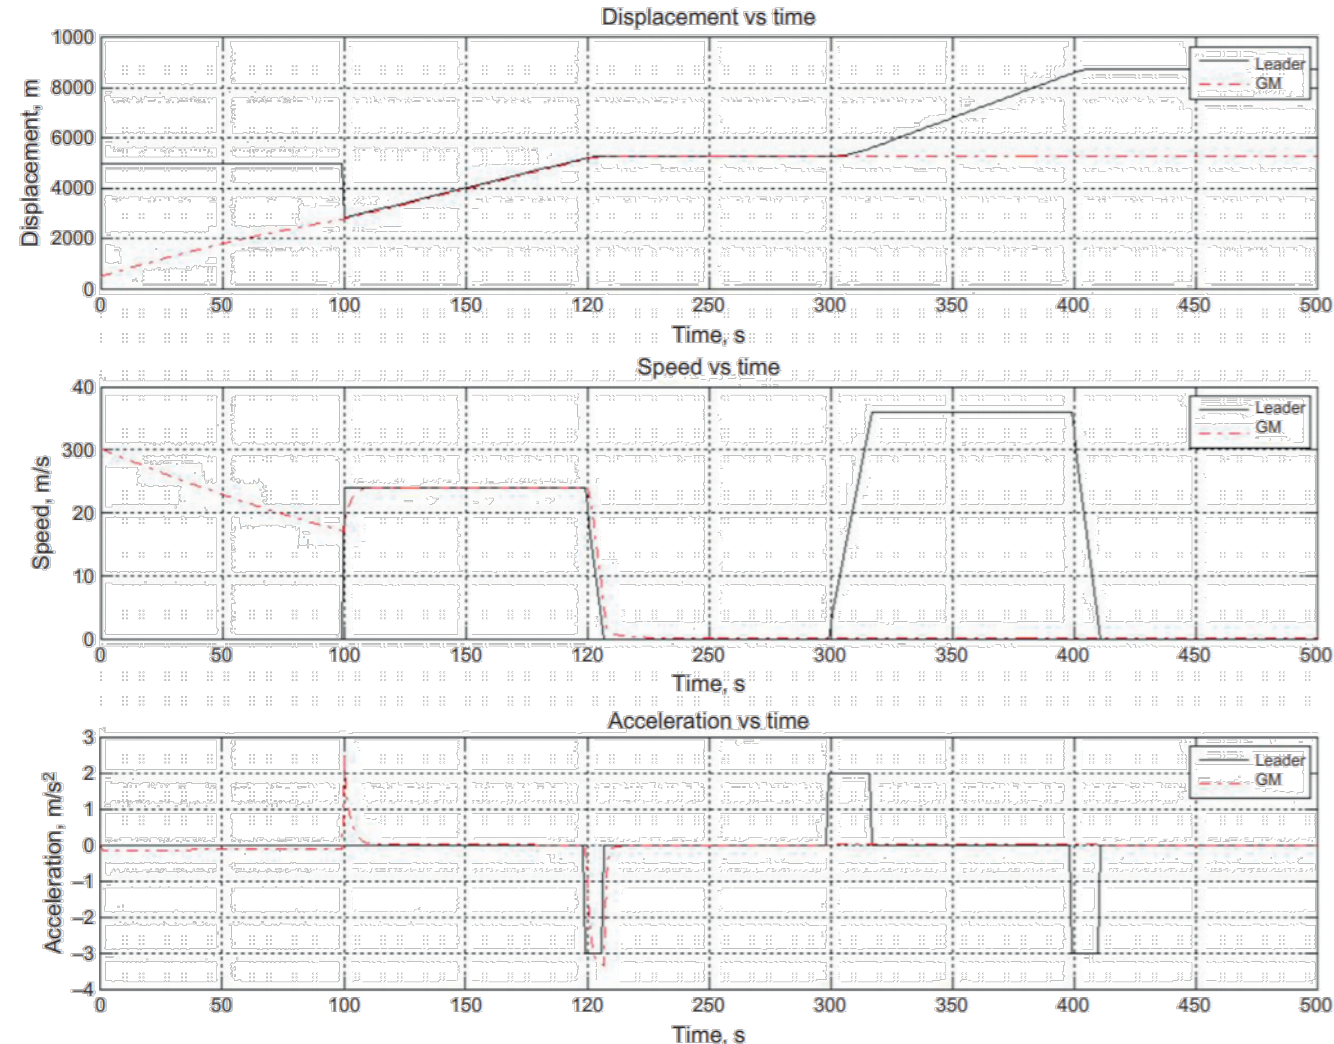 Displacement vs time
1000
8000
6000
4000
2000
0
Displacement, m
Leader
GM
0 50 100 150 120 250 300 350 400 450 500
Time, s
Speed vs time
40
300
20
10
0
Speed, m/s
Leader
GM
0 50 100 150 120 250 300 350 400 450 500
Time, s
Acceleration vs time
3
2
1
0
–1
–2
–3
–4
Acceleration, m/s²
Leader
GM
0 50 100 150 120 250 300 350 400 450 500
Time, s